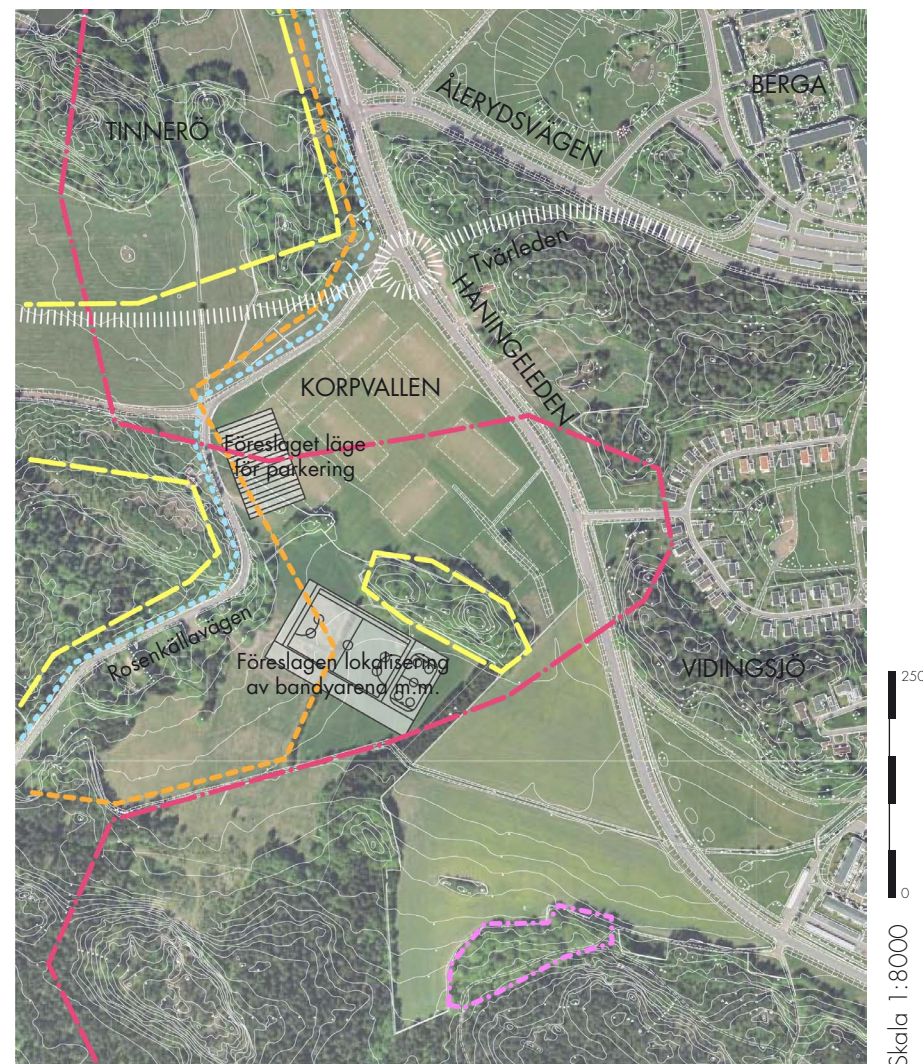 TINNERÖ
BERGA
ÅLERYDSVÄGEN
Tvärleden
HANINGELEDEN
KORPVALLEN
Föreslaget läge
för parkering
Rosenkällavägen
Föreslagen lokalisering
av bandyarena m.m.
VIDINGSJÖ
250
0
Skala 1:8000